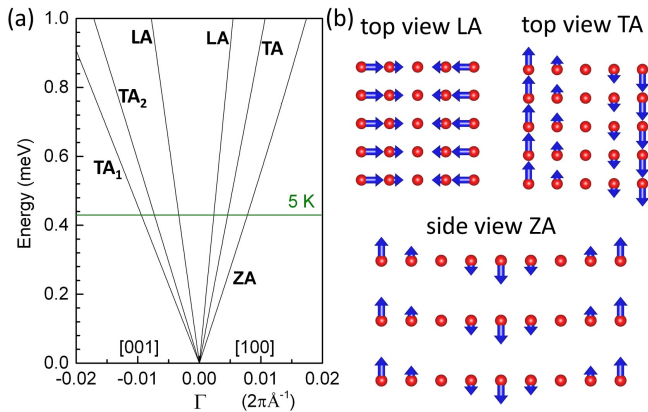 (a)
1.0
0.8
0.6
0.4
0.2
0.0
Energy (meV)
LA
LA
TA
TA₂
TA₁
5 K
ZA
[001]
[100]
-0.02
-0.01
0.00
0.01
0.02
Γ
(2πÅ⁻¹)
(b)
top view LA
top view TA
side view ZA